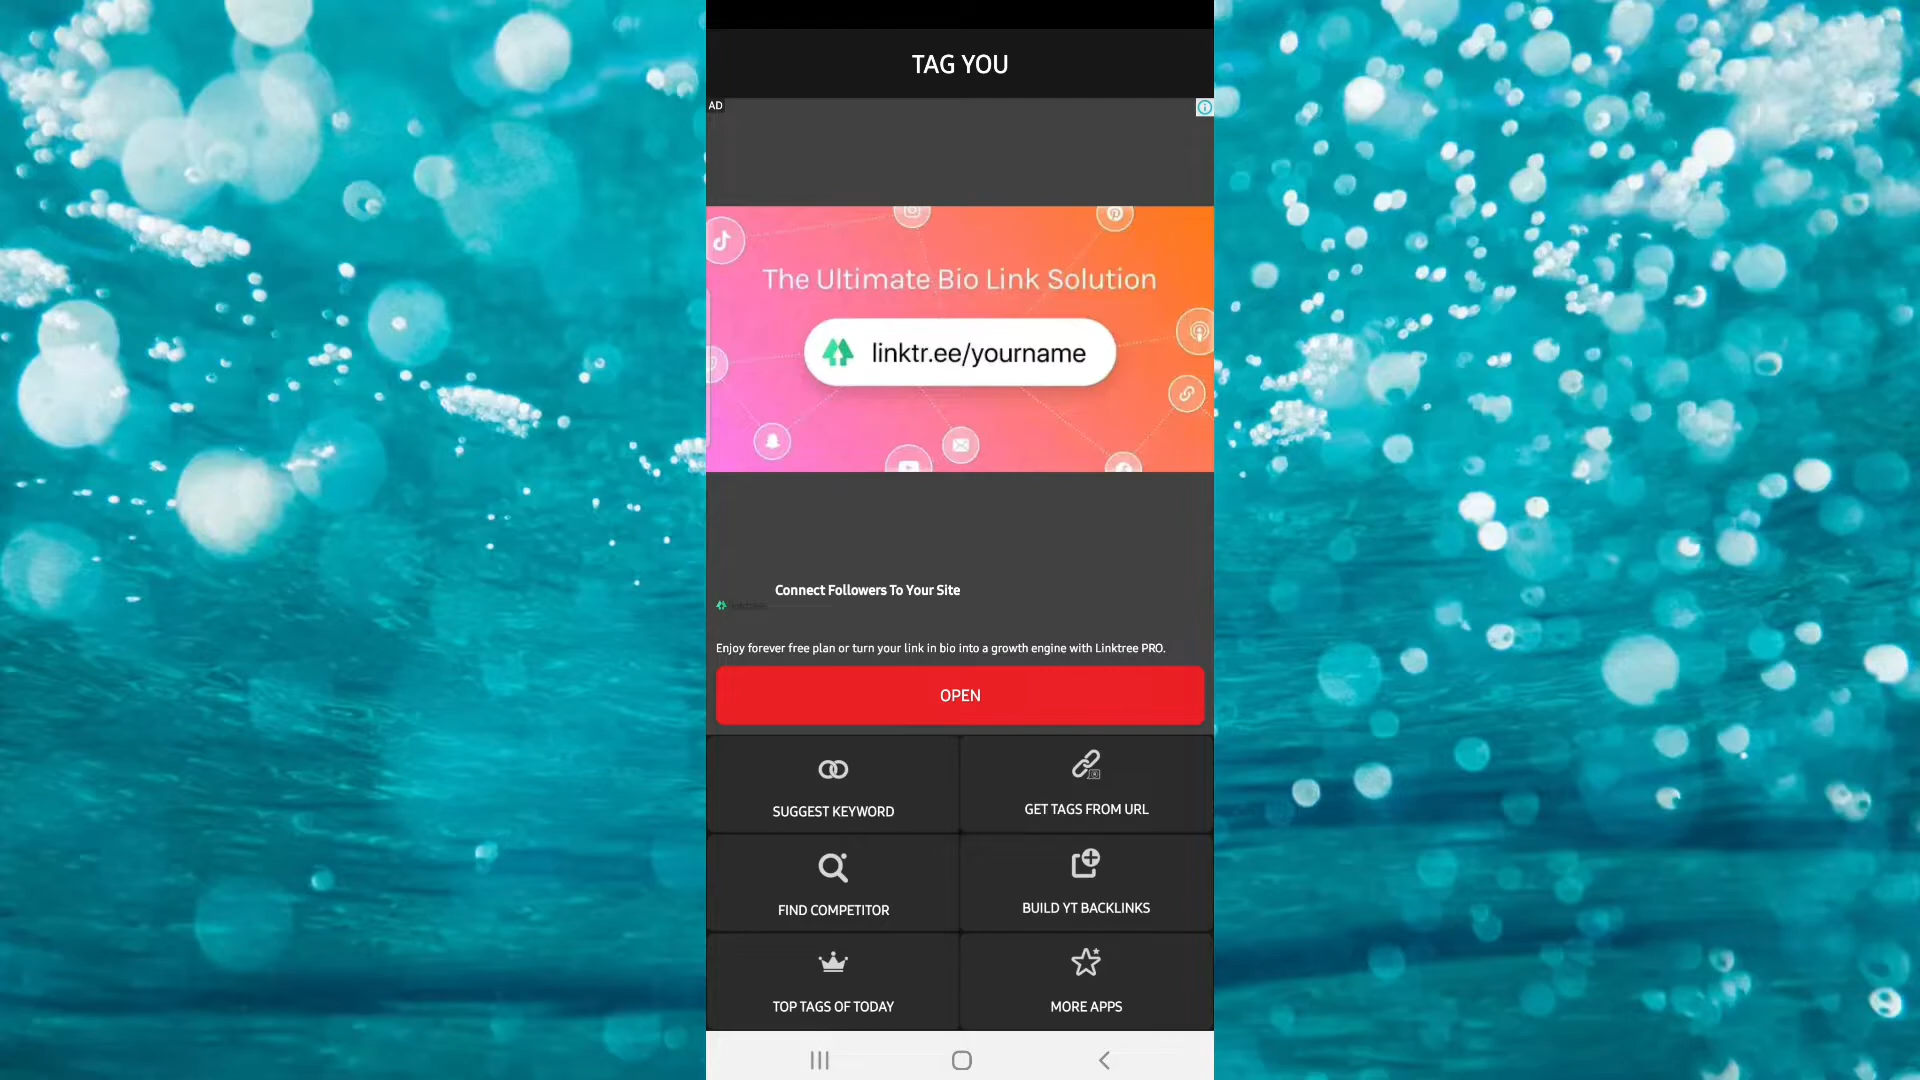 TAG YOU
AD
The Ultimate Bio Link Solution
linktr.ee/yourname
Connect Followers To Your Site
Enjoy forever free plan or turn your link in bio into a growth engine with Linktree PRO.
OPEN
SUGGEST KEYWORD
GET TAGS FROM URL
FIND COMPETITOR
BUILD YT BACKLINKS
TOP TAGS OF TODAY
MORE APPS